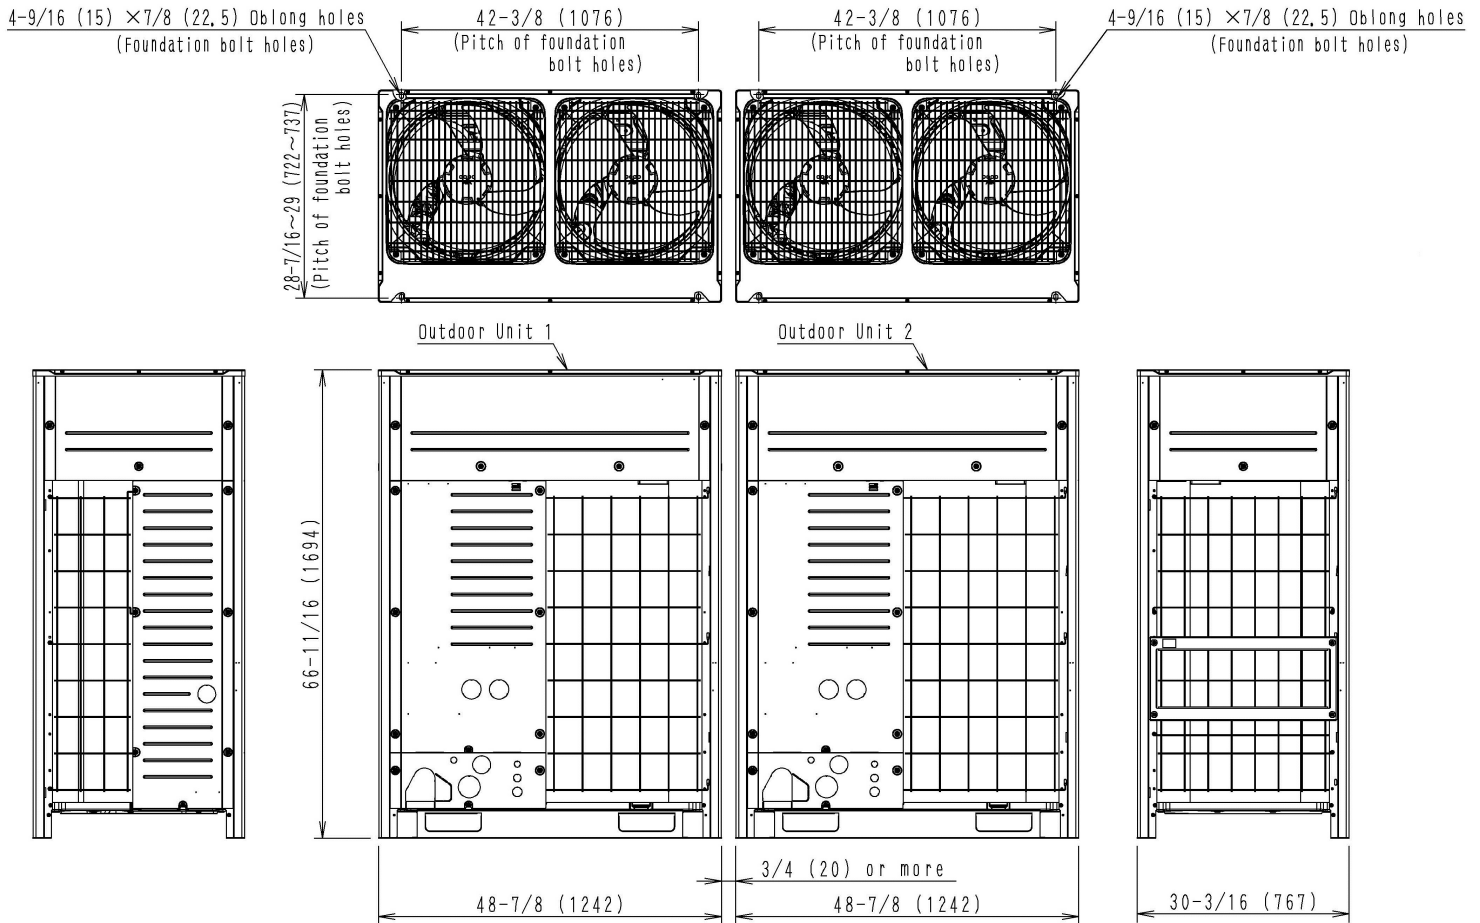 4-9/16 (15) ×7/8 (22.5) Oblong holes
(Foundation bolt holes)
42-3/8 (1076)
(Pitch of foundation
bolt holes)
42-3/8 (1076)
(Pitch of foundation
bolt holes)
4-9/16 (15) ×7/8 (22.5) Oblong holes
(Foundation bolt holes)
28-7/16~29 (722~737)
(Pitch of foundation
bolt holes)
Outdoor Unit 1
Outdoor Unit 2
66-11/16 (1694)
3/4 (20) or more
48-7/8 (1242)
48-7/8 (1242)
30-3/16 (767)